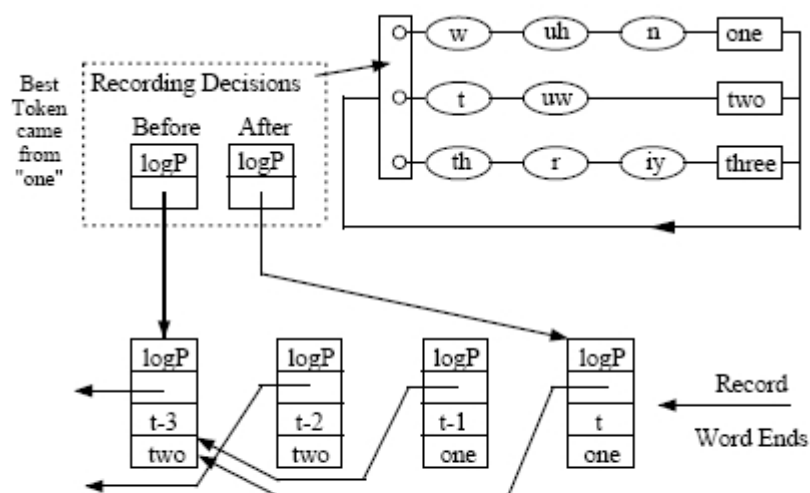 w uh n one
Best
Token
came
from
"one"
Recording Decisions
Before After
logP logP
t uw two
th r iy three
logP logP logP logP
t-3 t-2 t-1 t
two two one one
Record
Word Ends